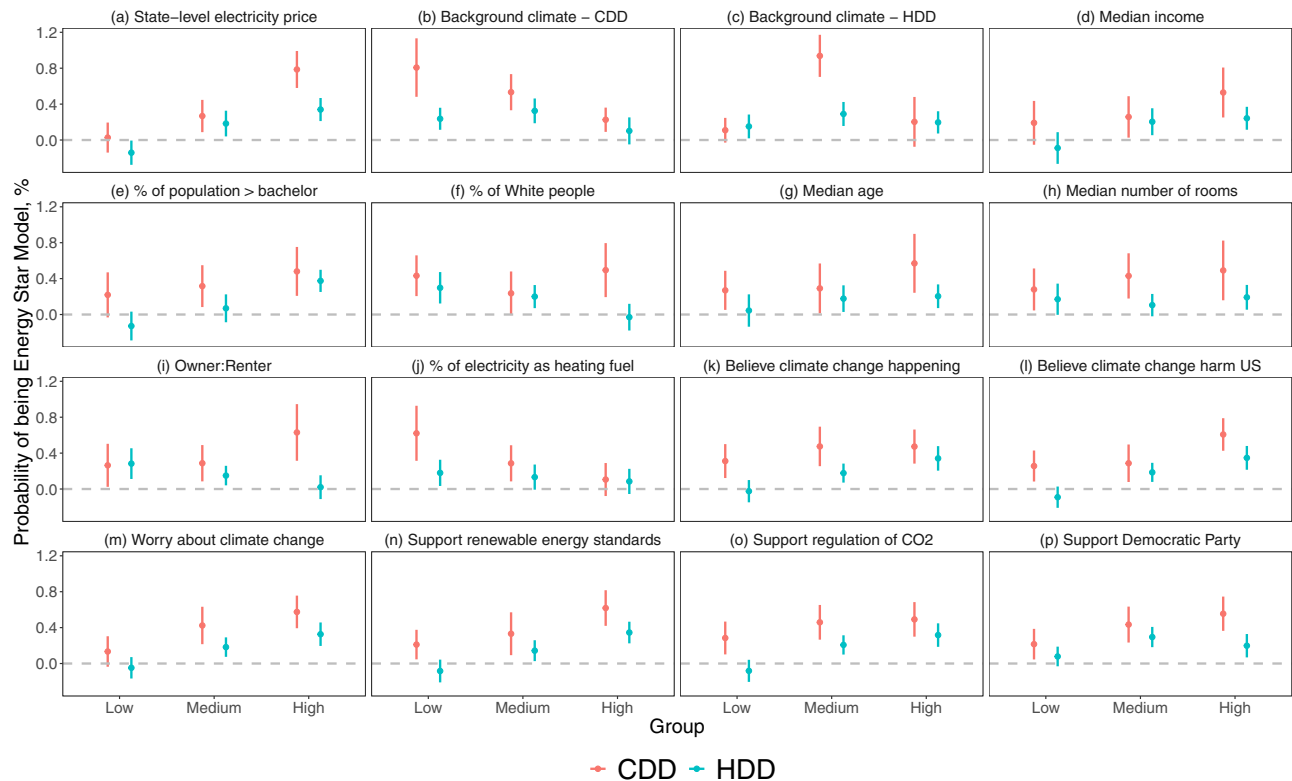 (a) State−level electricity price
(b) Background climate − CDD
(c) Background climate − HDD
(d) Median income
1.2
0.8
0.4
0.0
(e) % of population > bachelor
(f) % of White people
(g) Median age
(h) Median number of rooms
1.2
0.8
0.4
0.0
Probability of being Energy Star Model, %
(i) Owner:Renter
(j) % of electricity as heating fuel
(k) Believe climate change happening
(l) Believe climate change harm US
1.2
0.8
0.4
0.0
(m) Worry about climate change
(n) Support renewable energy standards
(o) Support regulation of CO2
(p) Support Democratic Party
1.2
0.8
0.4
0.0
Low Medium High Low Medium High Low Medium High Low Medium High
Group
CDD HDD